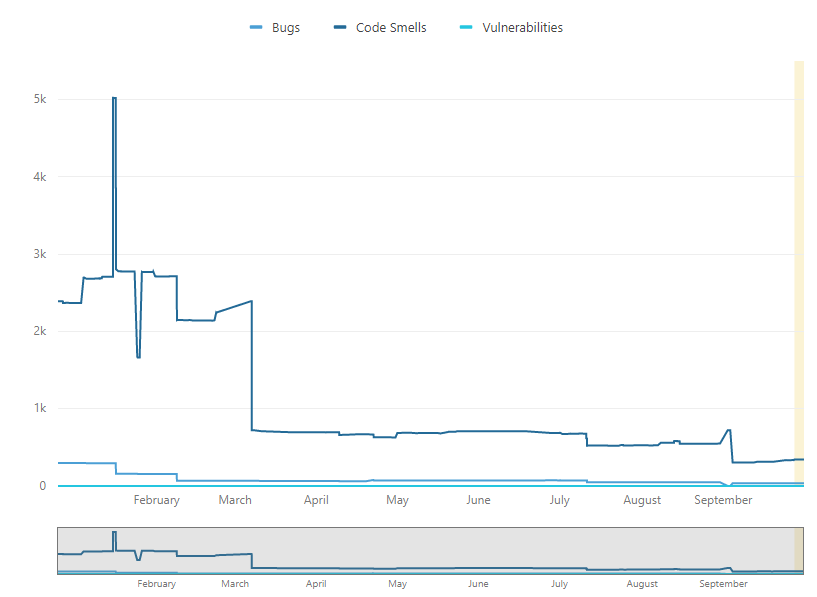 Bugs Code Smells Vulnerabilities
5k
4k
3k
2k
1k
0
February March April May June July August September
February March April May June July August September